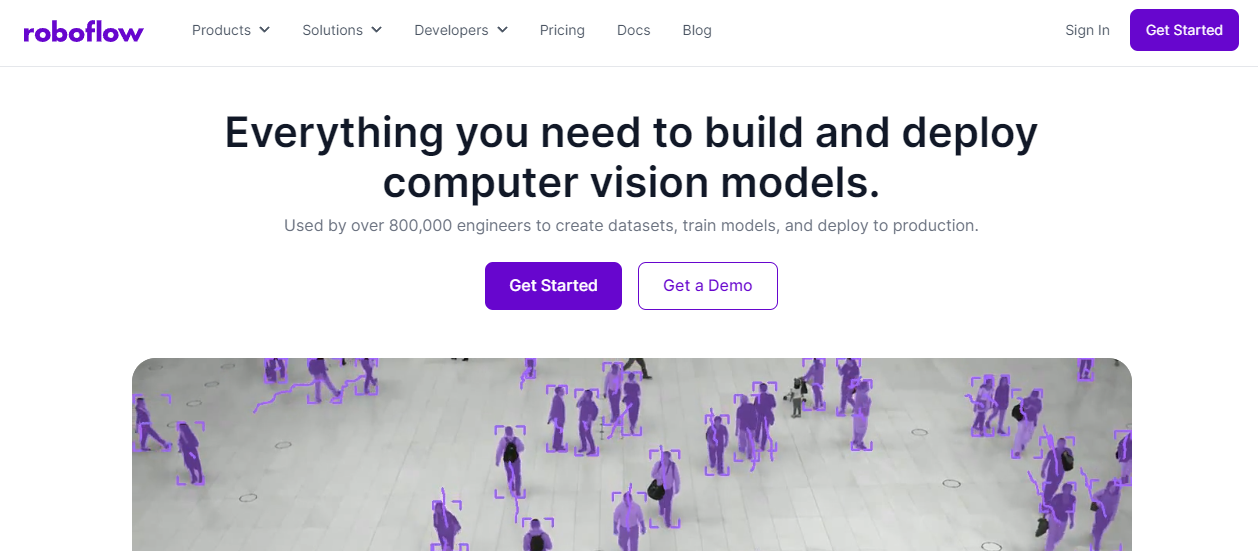 roboflow
Products
Solutions
Developers
Pricing
Docs
Blog
Sign In
Get Started
Everything you need to build and deploy
computer vision models.
Used by over 800,000 engineers to create datasets, train models, and deploy to production.
Get Started
Get a Demo